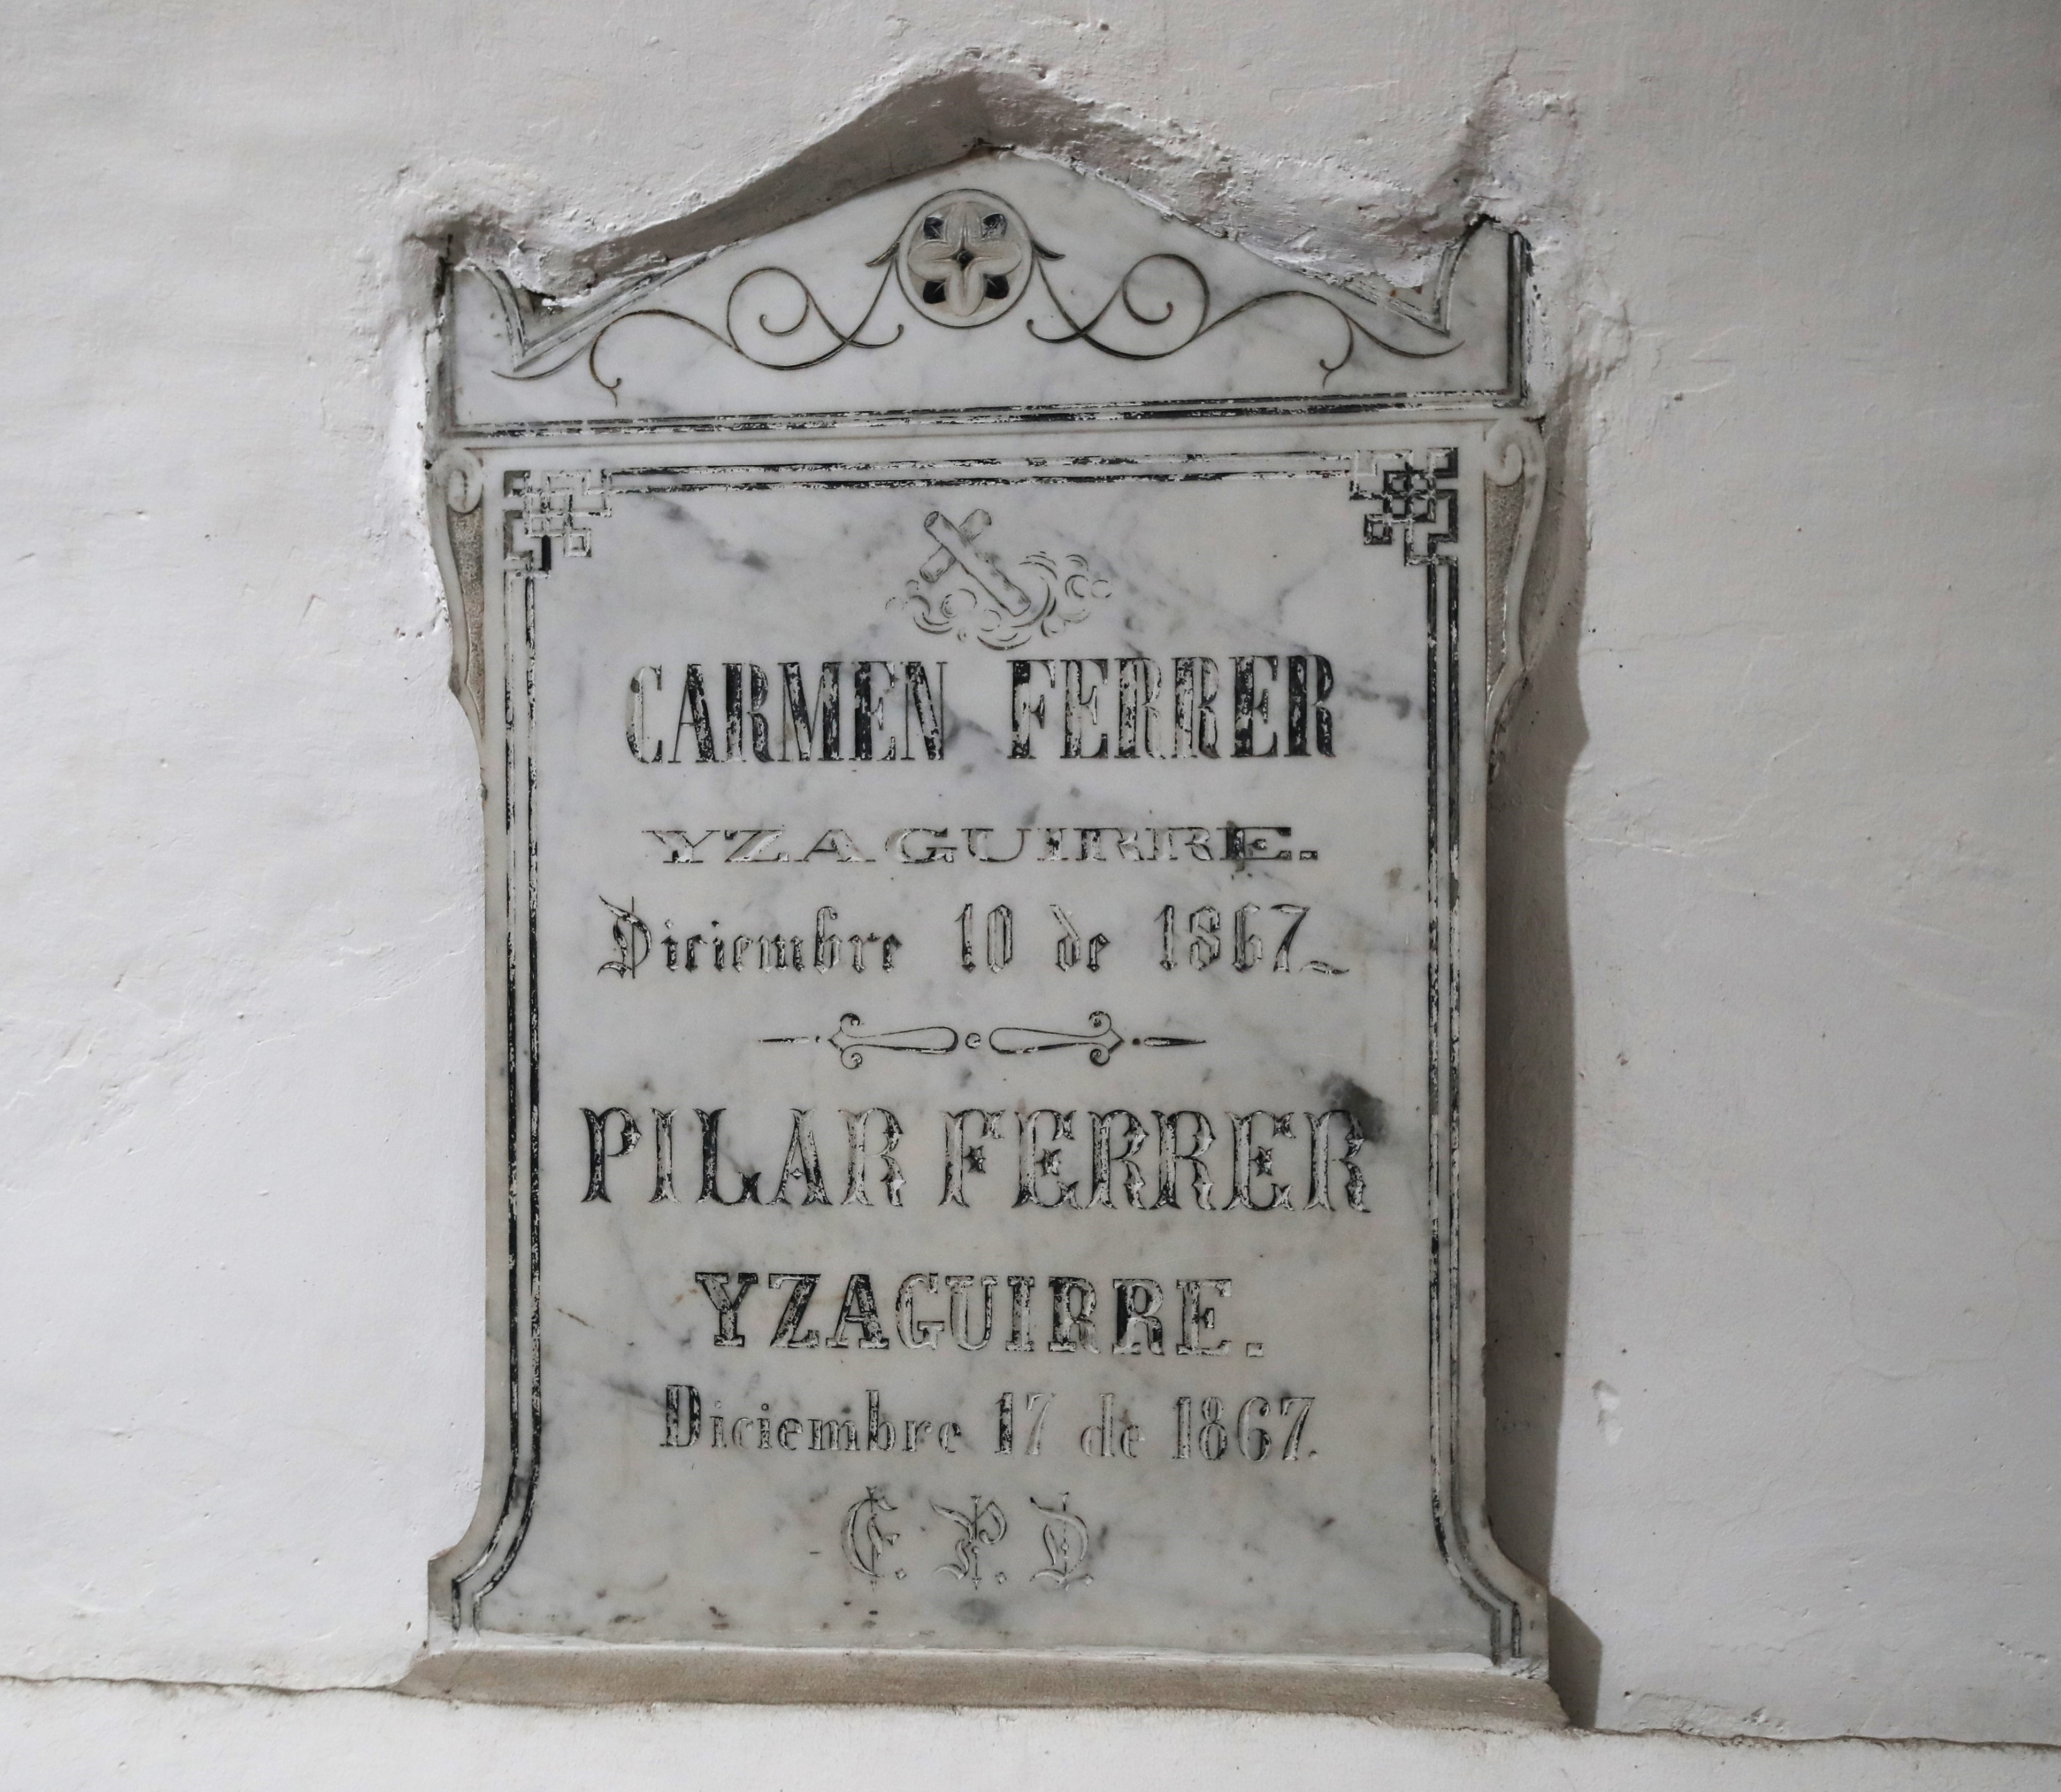 CARMEN FERRER
YZAGUIRRE.
Diciembre 10 de 1867
PILAR FERRER
YZAGUIRRE.
Diciembre 17 de 1867.
E. P. D.